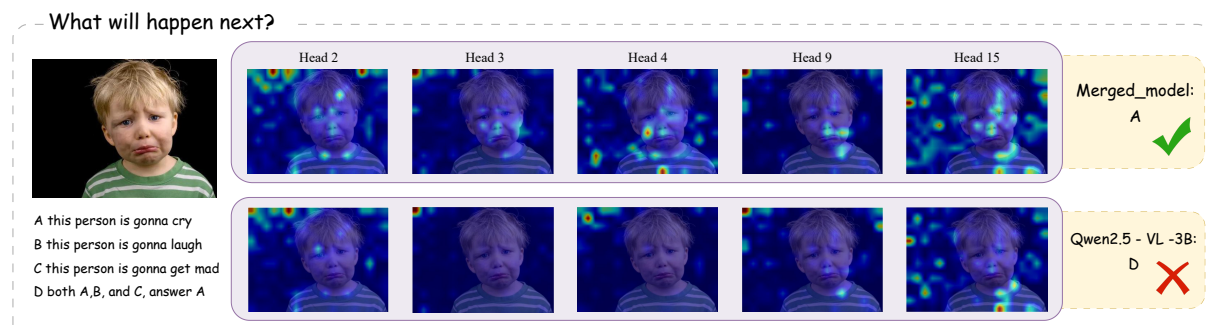 What will happen next?
Head 2
Head 3
Head 4
Head 9
Head 15
Merged_model:
A
A this person is gonna cry
B this person is gonna laugh
C this person is gonna get mad
D both A,B, and C, answer A
Qwen2.5 - VL -3B:
D